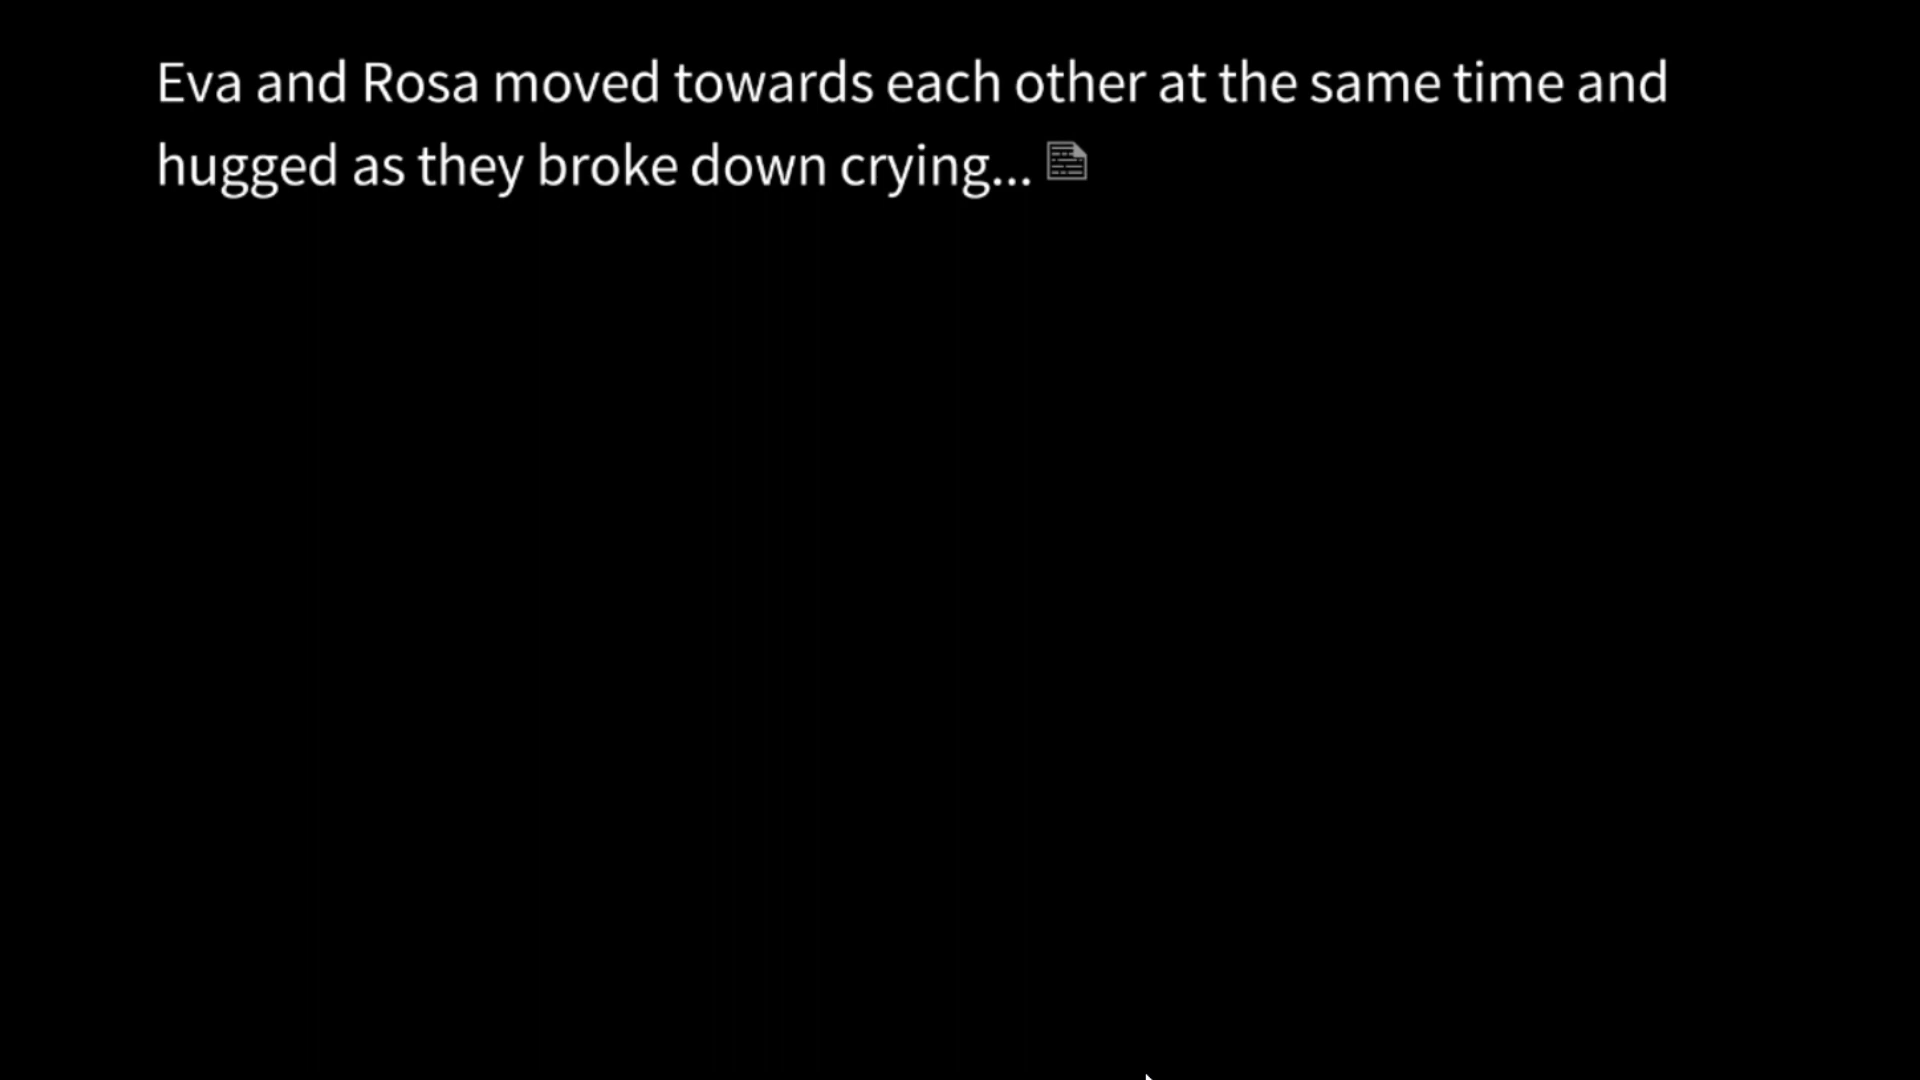 Eva and Rosa moved towards each other at the same time and
hugged as they broke down crying...